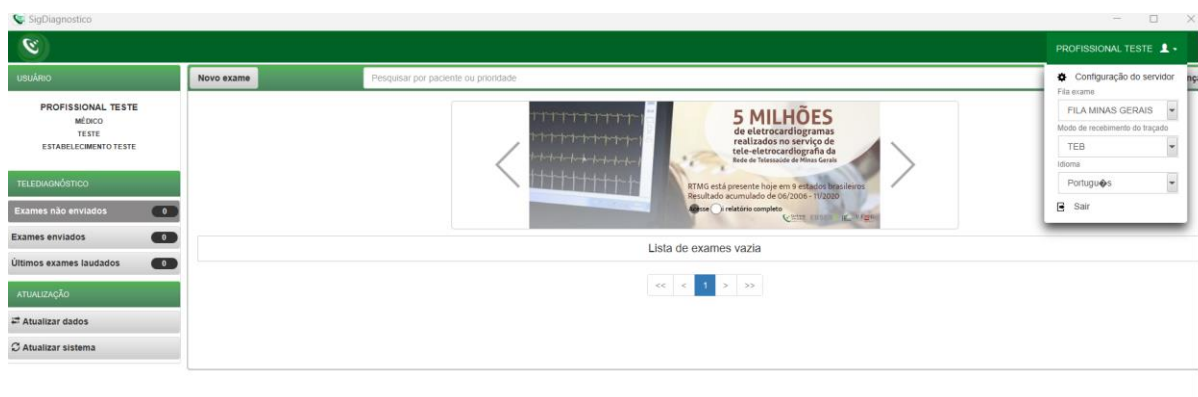 SigDiagnostico
PROFISSIONAL TESTE
USUÁRIO
PROFISSIONAL TESTE
MÉDICO
TESTE
ESTABELECIMENTO TESTE
TELEDIAGNÓSTICO
Exames não enviados 0
Exames enviados 0
Últimos exames laudados 0
ATUALIZAÇÃO
Atualizar dados
Atualizar sistema
Novo exame
Pesquisar por paciente ou prioridade
5 MILHÕES
de eletrocardiogramas
realizados no serviço de
tele-eletrocardiografia da
Rede de Telessaúde de Minas Gerais
RTMG está presente hoje em 9 estados brasileiros
Resultado acumulado de 06/2006 - 11/2020
relatório completo
Lista de exames vazia
<< < 1 > >>
Configuração do servidor
Fila exame
FILA MINAS GERAIS
Modo de recebimento do traçado
TEB
Idioma
Portugu�s
Sair